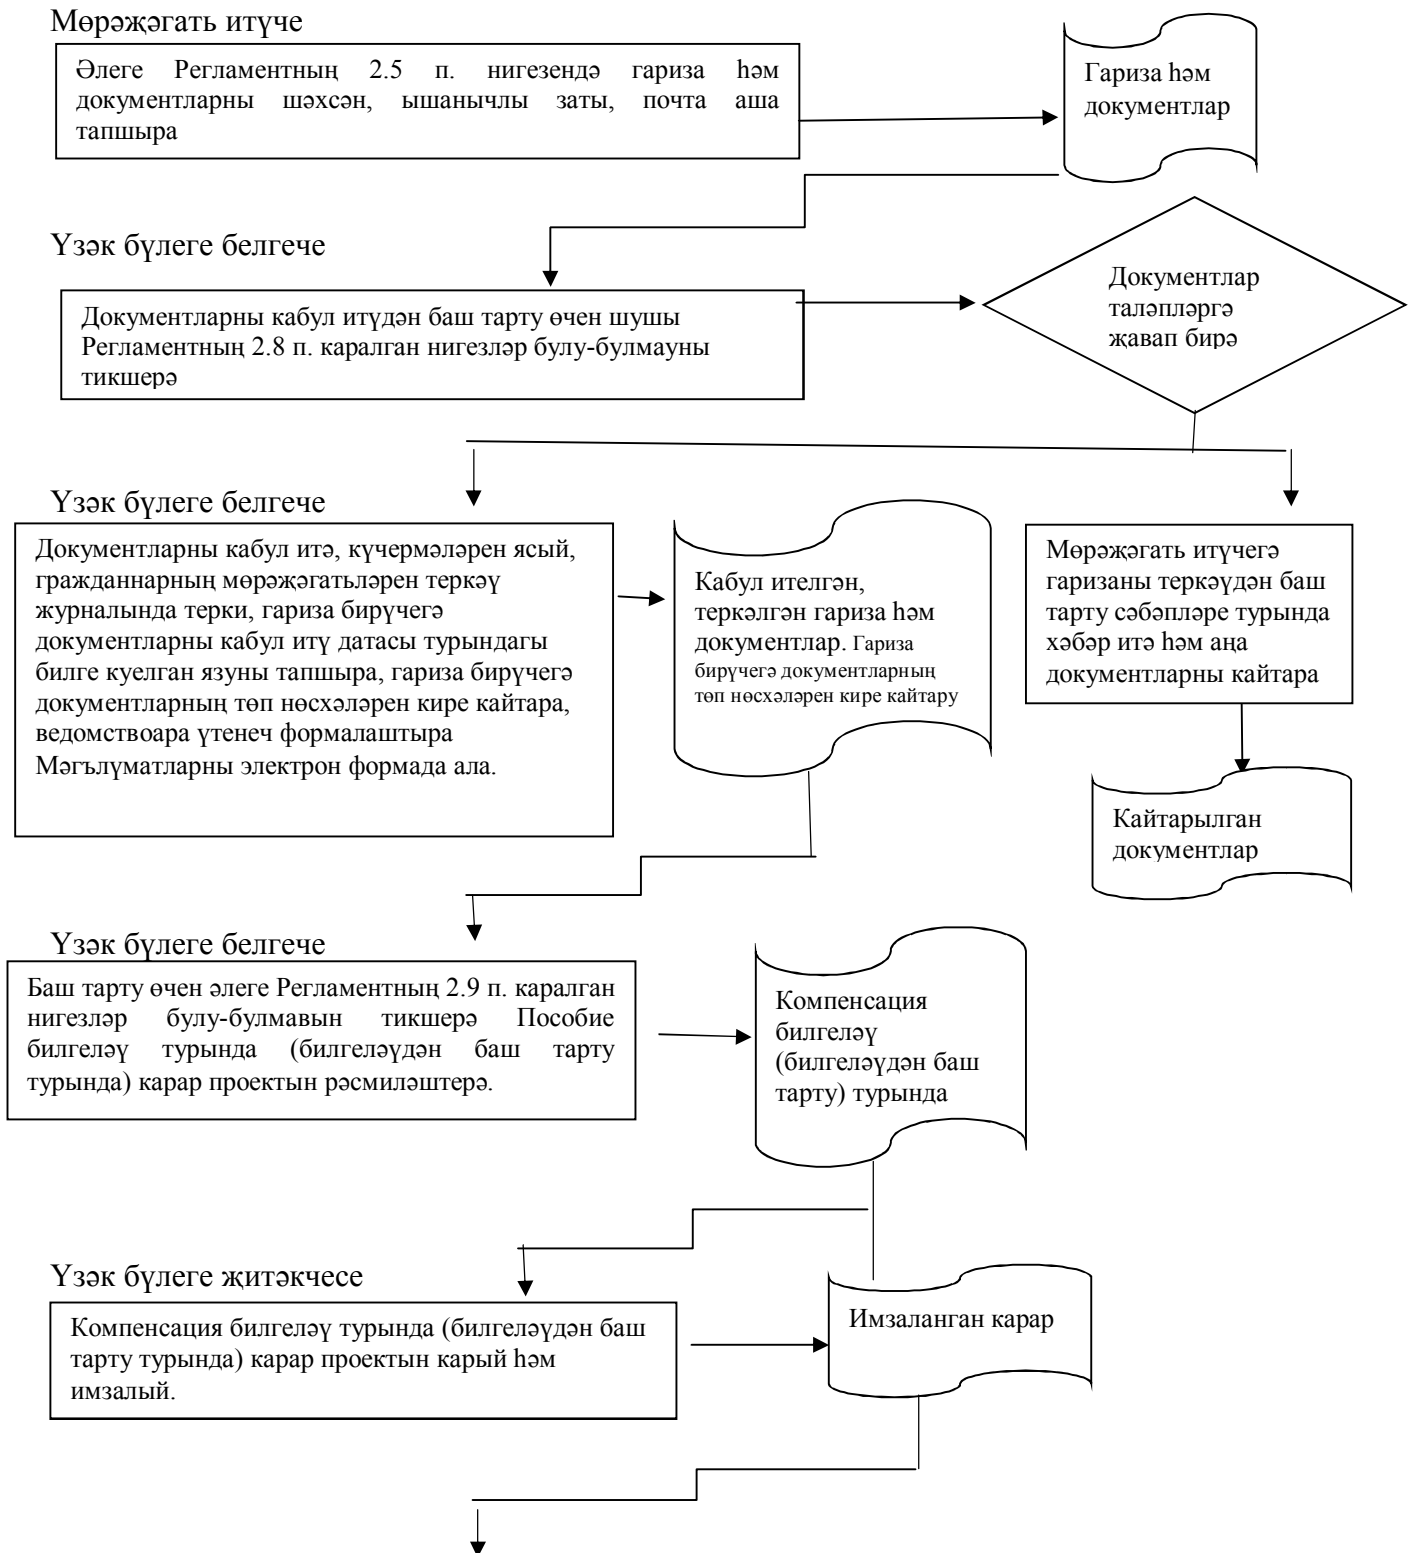 Мөрәҗәгать итүче
Әлеге Регламентның 2.5 п. нигезендә гариза һәм
документларны шәхсән, ышанычлы заты, почта аша
тапшыра
Гариза һәм
документлар
Үзәк бүлеге белгече
Документларны кабул итүдән баш тарту өчен шушы
Регламентның 2.8 п. каралган нигезләр булу-булмауны
тикшерә
Документлар
таләпләргә
җавап бирә
Үзәк бүлеге белгече
Документларны кабул итә, күчермәләрен ясый,
гражданнарның мөрәҗәгатьләрен теркәү
журналында терки, гариза бирүчегә
документларны кабул итү датасы турындагы
билге куелган язуны тапшыра, гариза бирүчегә
документларның төп нөсхәләрен кире кайтара,
ведомствоара үтенеч формалаштыра
Мәгълүматларны электрон формада ала.
Кабул ителгән,
теркәлгән гариза һәм
документлар. Гариза
бирүчегә документларның
төп нөсхәләрен кире кайтару
Мөрәҗәгать итүчегә
гаризаны теркәүдән баш
тарту сәбәпләре турында
хәбәр итә һәм аңа
документларны кайтара
Кайтарылган
документлар
Үзәк бүлеге белгече
Баш тарту өчен әлеге Регламентның 2.9 п. каралган
нигезләр булу-булмавын тикшерә Пособие
билгеләү турында (билгеләүдән баш тарту
турында) карар проектын рәсмиләштерә.
Компенсация
билгеләү
(билгеләүдән баш
тарту) турында
Үзәк бүлеге җитәкчесе
Компенсация билгеләү турында (билгеләүдән баш
тарту турында) карар проектын карый һәм
имзалый.
Имзаланган карар